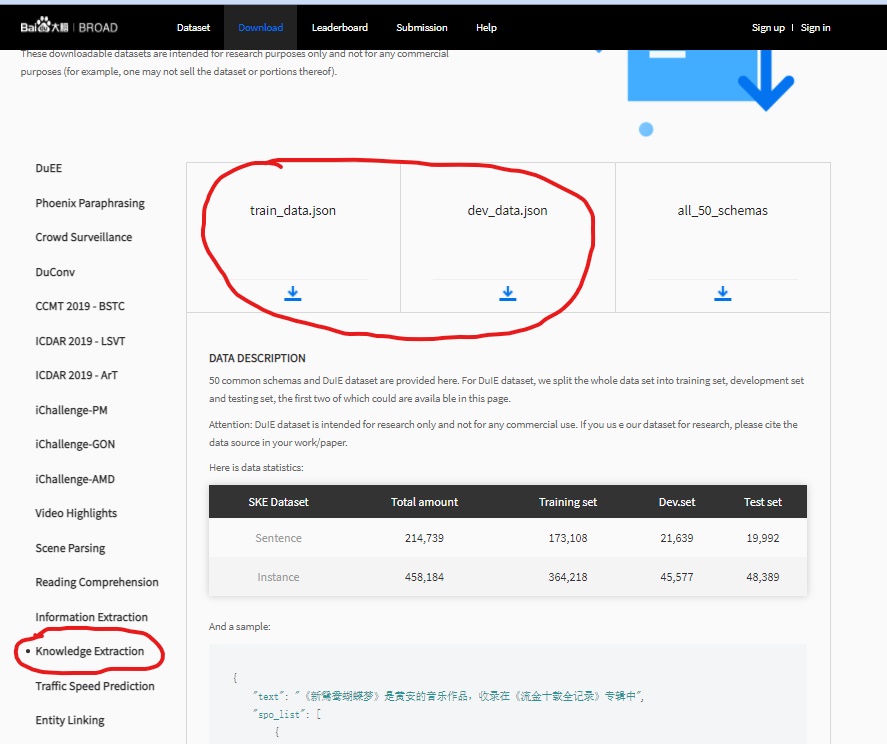 Bai大脑 | BROAD
Dataset
Download
Leaderboard
Submission
Help
Sign up | Sign in
These downloadable datasets are intended for research purposes only and not for any commercial
purposes (for example, one may not sell the dataset or portions thereof).
DuEE
Phoenix Paraphrasing
Crowd Surveillance
DuConv
CCMT 2019 - BSTC
ICDAR 2019 - LSVT
ICDAR 2019 - ArT
iChallenge-PM
iChallenge-GON
iChallenge-AMD
Video Highlights
Scene Parsing
Reading Comprehension
Information Extraction
Knowledge Extraction
Traffic Speed Prediction
Entity Linking
train_data.json
dev_data.json
all_50_schemas
DATA DESCRIPTION
50 common schemas and DuIE dataset are provided here. For DuIE dataset, we split the whole data set into training set, development set
and testing set, the first two of which could are availa ble in this page.
Attention: DuIE dataset is intended for research only and not for any commercial use. If you us e our dataset for research, please cite the
data source in your work/paper.
Here is data statistics:
SKE Dataset Total amount Training set Dev.set Test set
Sentence 214,739 173,108 21,639 19,992
Instance 458,184 364,218 45,577 48,389
And a sample:
{
"text": "《新鸳鸯蝴蝶梦》是黄安的音乐作品，收录在《流金十载全记录》专辑中",
"spo_list": [
{